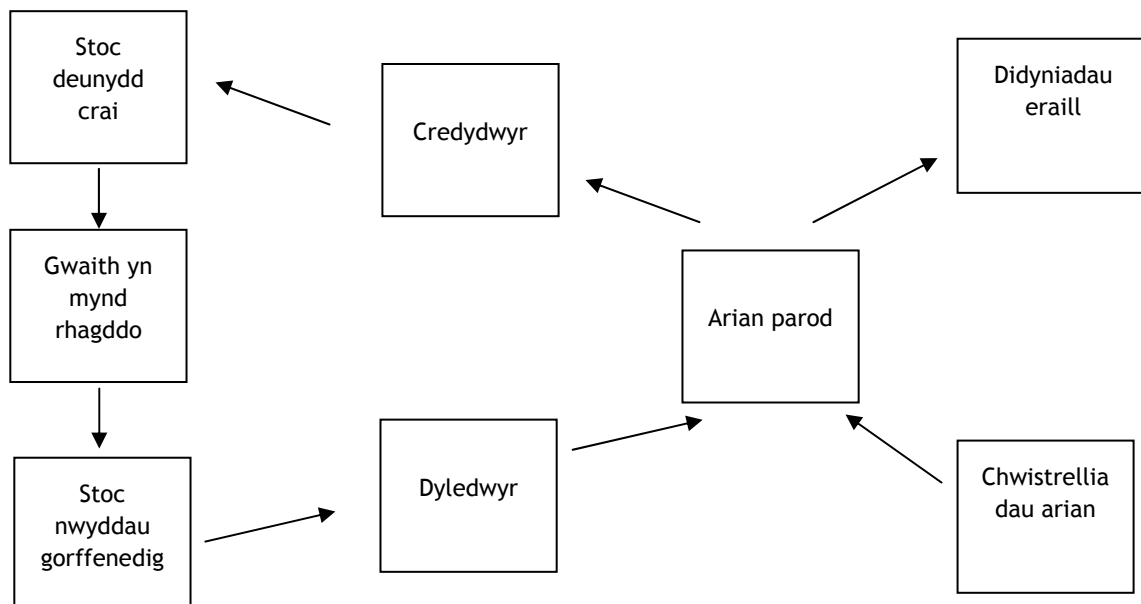 Stoc
deunydd
crai
Credydwyr
Didyniadau
eraill
Gwaith yn
mynd
rhagddo
Arian parod
Stoc
nwyddau
gorffenedig
Dyledwyr
Chwistrellia
dau arian